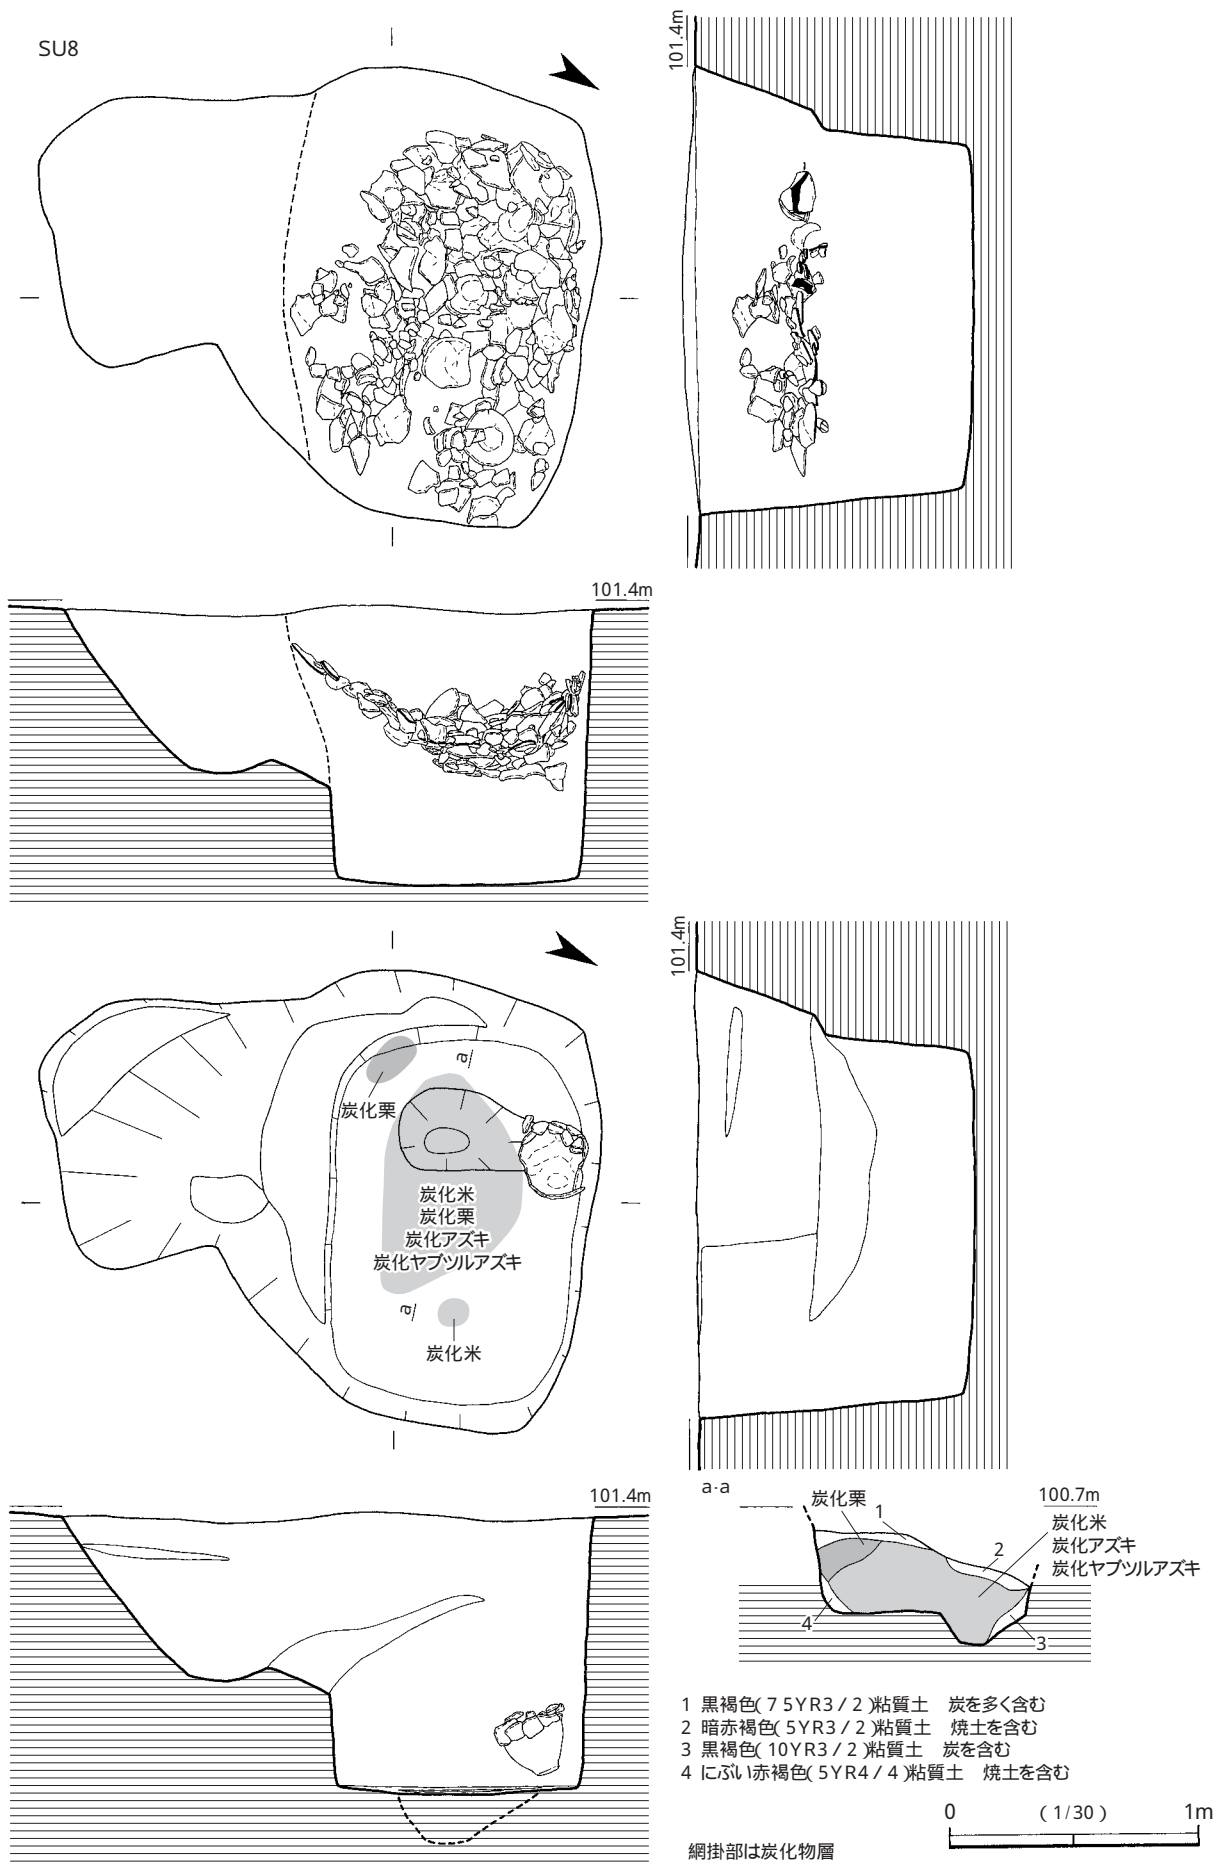 SU8
101.4m
101.4m
101.4m
a
炭化栗
炭化米
炭化栗
炭化アズキ
炭化ヤブツルアズキ
a
炭化米
101.4m
a-a
炭化栗
1
100.7m
炭化米
炭化アズキ
炭化ヤブツルアズキ
2
4
3
1 黒褐色(7 5YR3/2)粘質土 炭を多く含む
2 暗赤褐色(5YR3/2)粘質土 焼土を含む
3 黒褐色(10YR3/2)粘質土 炭を含む
4 にぶい赤褐色(5YR4/4)粘質土 焼土を含む
0 (1/30) 1m
網掛部は炭化物層